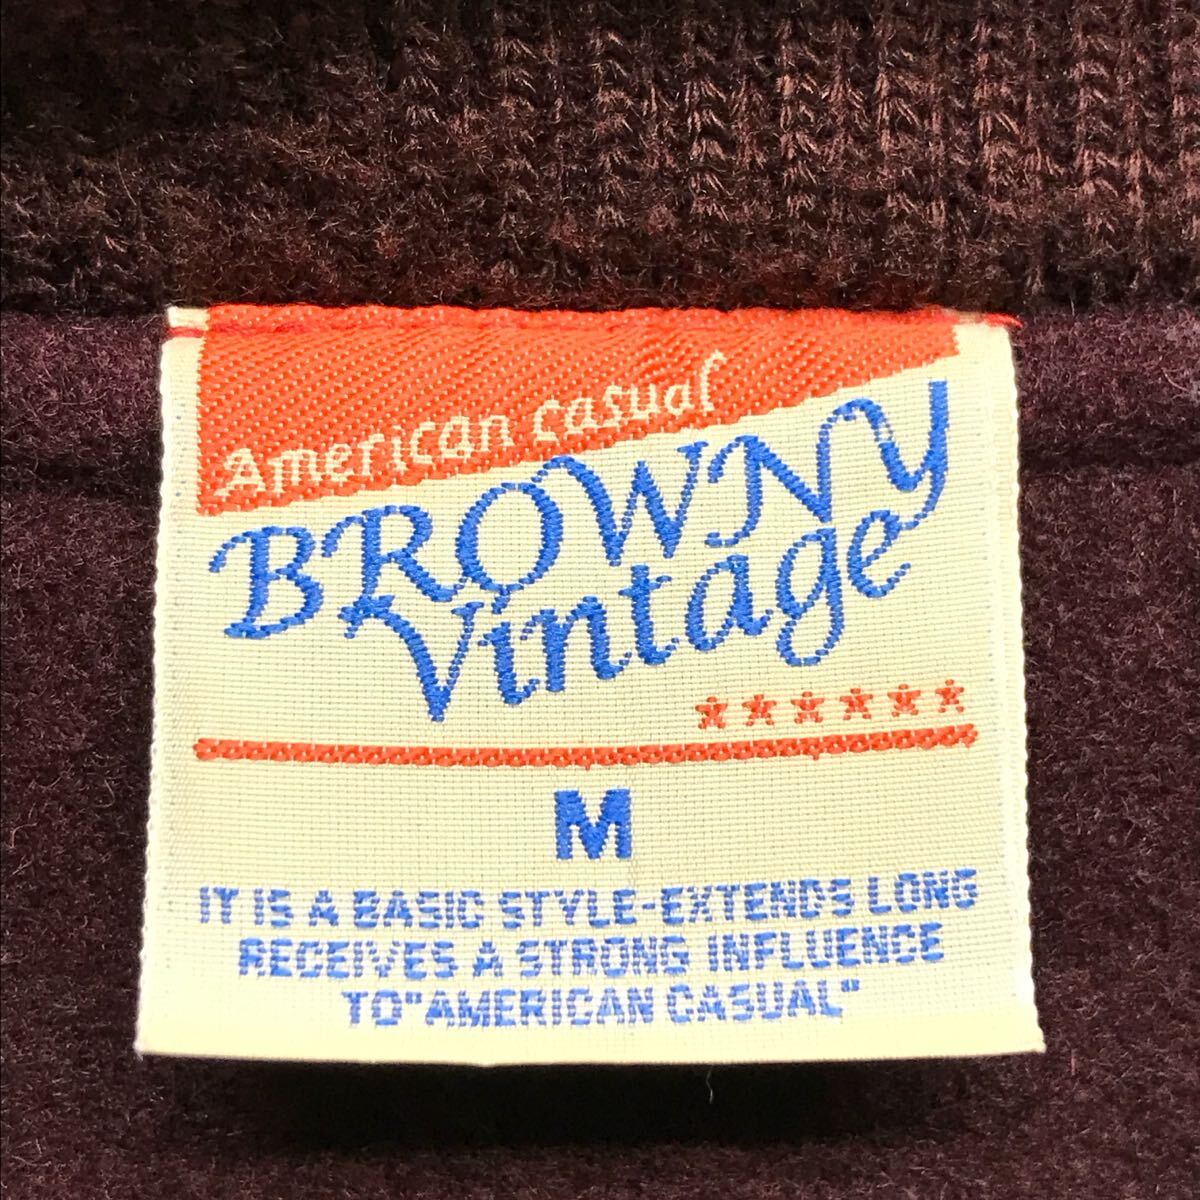 American casual
BROWNY
Vintage
M
IT IS A BASIC STYLE-EXTENDS LONG
RECEIVES A STRONG INFLUENCE
TO"AMERICAN CASUAL"